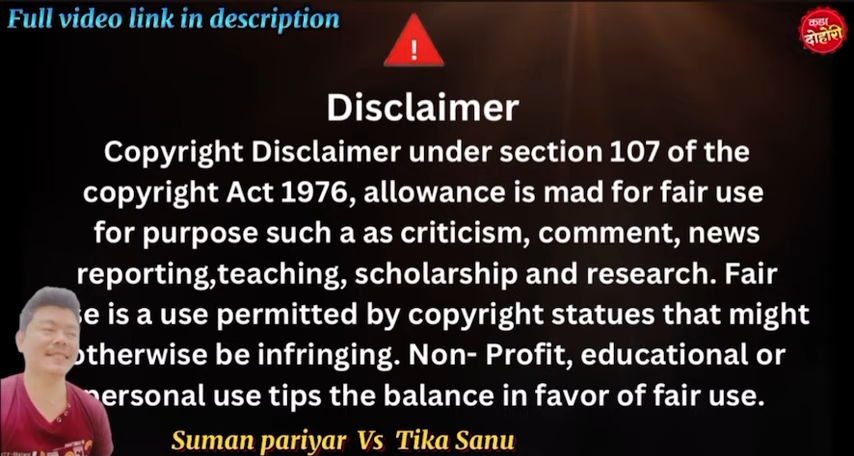 Full video link in description
कडा
दोहोरी
!
Disclaimer
Copyright Disclaimer under section 107 of the
copyright Act 1976, allowance is mad for fair use
for purpose such a as criticism, comment, news
reporting,teaching, scholarship and research. Fair
se is a use permitted by copyright statues that might
otherwise be infringing. Non- Profit, educational or
personal use tips the balance in favor of fair use.
Suman pariyar Vs Tika Sanu